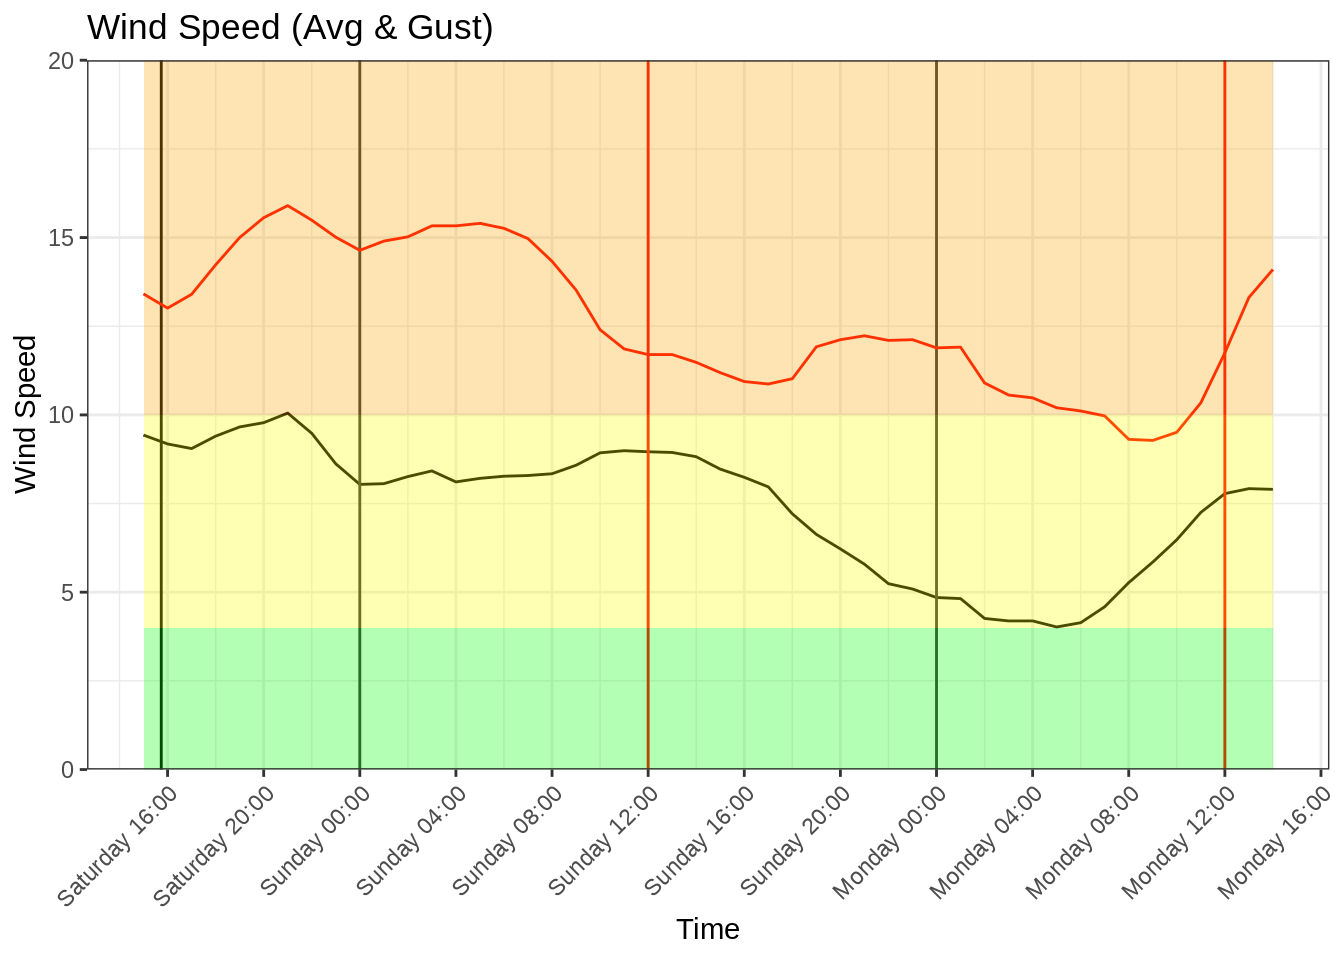 Wind Speed (Avg & Gust)
20
15
10
5
0
Wind Speed
Saturday 16:00
Saturday 20:00
Sunday 00:00
Sunday 04:00
Sunday 08:00
Sunday 12:00
Sunday 16:00
Sunday 20:00
Monday 00:00
Monday 04:00
Monday 08:00
Monday 12:00
Monday 16:00
Time